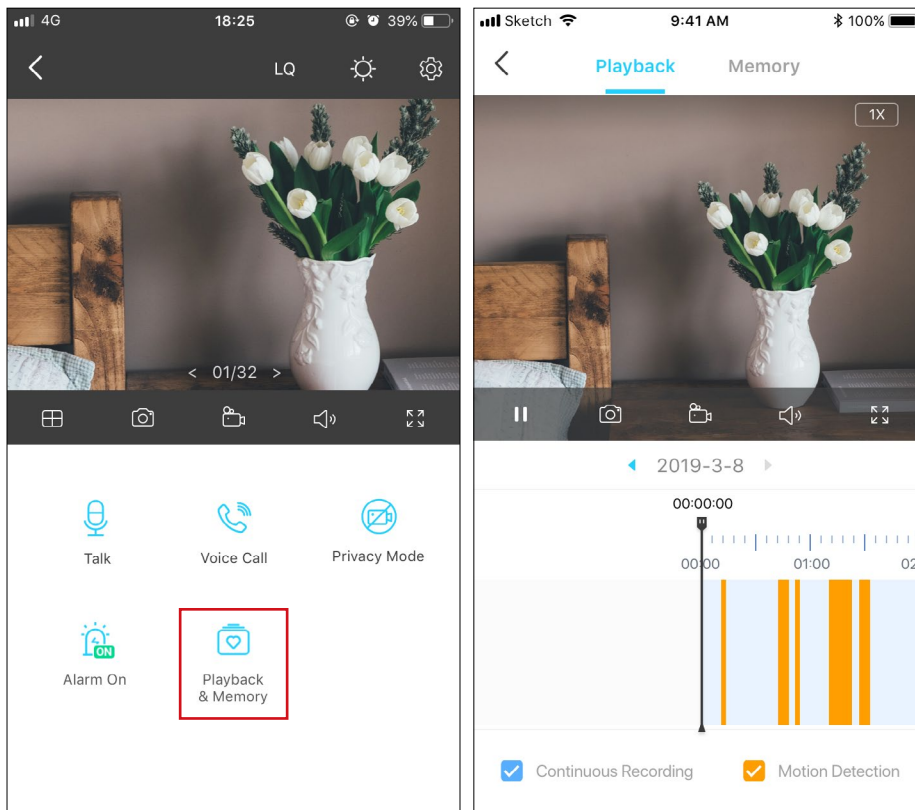 4G 18:25 39%
LQ
< 01/32 >
Talk
Voice Call
Privacy Mode
ON
Alarm On
Playback
& Memory
Sketch 9:41 AM 100%
Playback Memory
1X
2019-3-8
00:00:00
00:00 01:00 02
Continuous Recording
Motion Detection